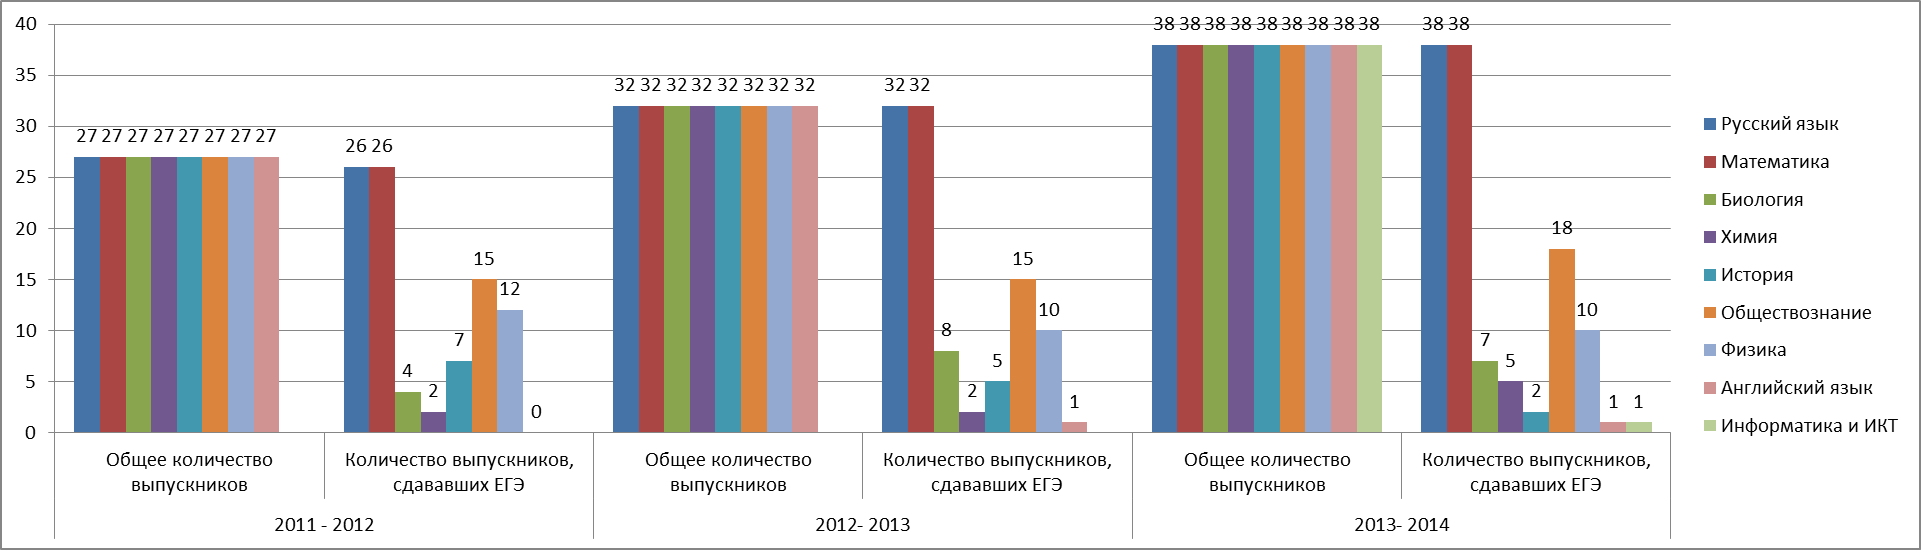 40
35
30
25
20
15
10
5
0
27 27 27 27 27 27 27 27
26 26
4
2
7
15
12
0
32 32 32 32 32 32 32 32
32 32
8
2
5
15
10
1
38 38 38 38 38 38 38 38 38
38 38
7
5
2
18
10
1
1
Общее количество
выпускников
Количество выпускников,
сдававших ЕГЭ
Общее количество
выпускников
Количество выпускников,
сдававших ЕГЭ
Общее количество
выпускников
Количество выпускников,
сдававших ЕГЭ
2011 - 2012
2012- 2013
2013- 2014
Русский язык
Математика
Биология
Химия
История
Обществознание
Физика
Английский язык
Информатика и ИКТ